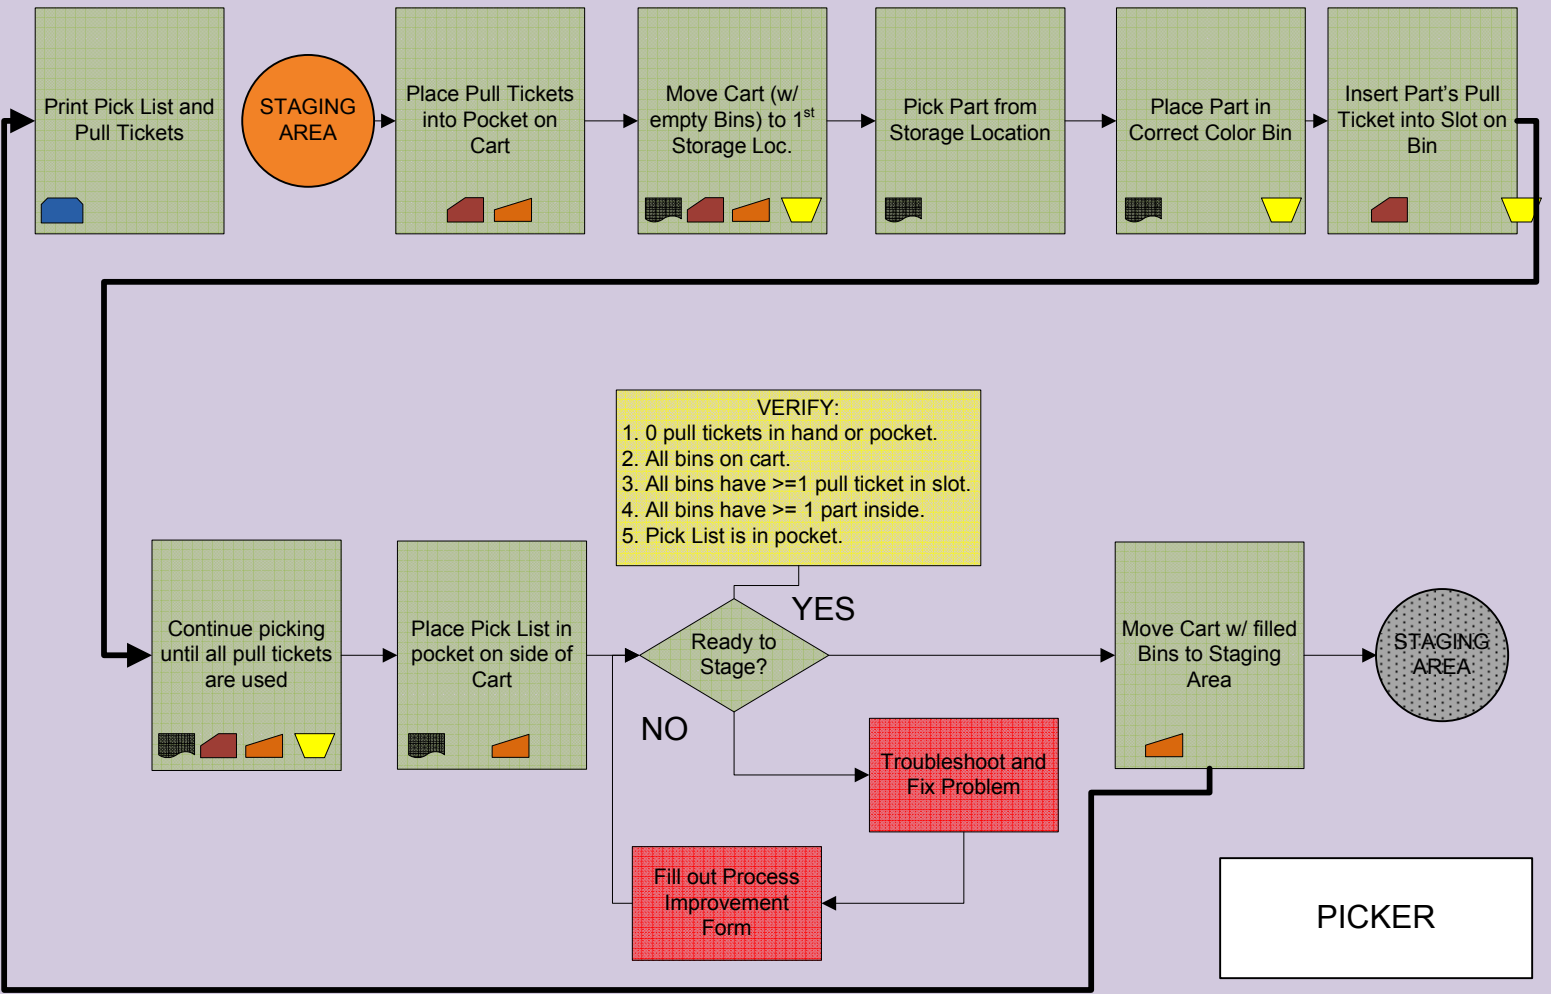 Print Pick List and
Pull Tickets
STAGING
AREA
Place Pull Tickets
into Pocket on
Cart
Move Cart (w/
empty Bins) to 1st
Storage Loc.
Pick Part from
Storage Location
Place Part in
Correct Color Bin
Insert Part's Pull
Ticket into Slot on
Bin
VERIFY:
1. 0 pull tickets in hand or pocket.
2. All bins on cart.
3. All bins have >=1 pull ticket in slot.
4. All bins have >= 1 part inside.
5. Pick List is in pocket.
Continue picking
until all pull tickets
are used
Place Pick List in
pocket on side of
Cart
Ready to
Stage?
YES
NO
Move Cart w/ filled
Bins to Staging
Area
STAGING
AREA
Troubleshoot and
Fix Problem
Fill out Process
Improvement
Form
PICKER